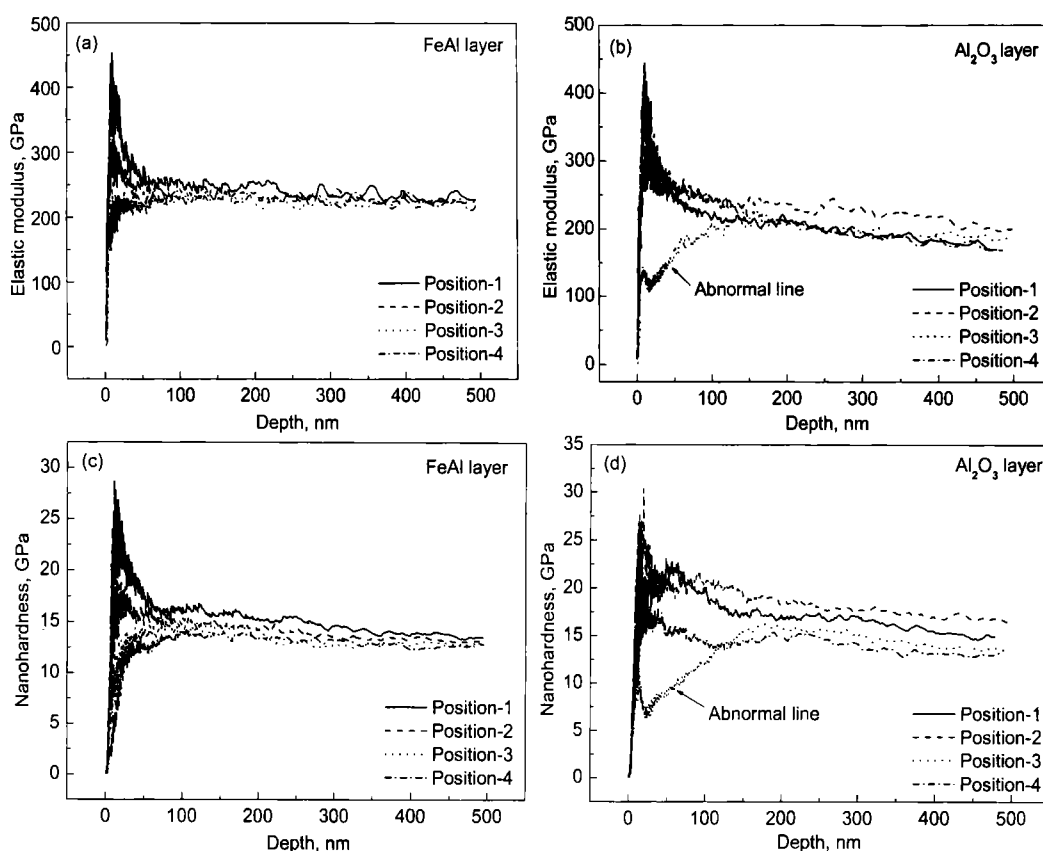 (a)
FeAl layer
500
400
300
250
200
100
0
Elastic modulus, GPa
Position-1
Position-2
Position-3
Position-4
0 100 200 300 400 500
Depth, nm
(b)
Al₂O₃ layer
500
400
300
200
100
0
Elastic modulus, GPa
Abnormal line
Position-1
Position-2
Position-3
Position-4
0 100 200 300 400 500
Depth, nm
(c)
FeAl layer
30
25
20
15
10
5
0
Nanohardness, GPa
Position-1
Position-2
Position-3
Position-4
0 100 200 300 400 500
Depth, nm
(d)
Al₂O₃ layer
35
30
25
20
15
10
5
0
Nanohardness, GPa
Abnormal line
Position-1
Position-2
Position-3
Position-4
0 100 200 300 400 500
Depth, nm